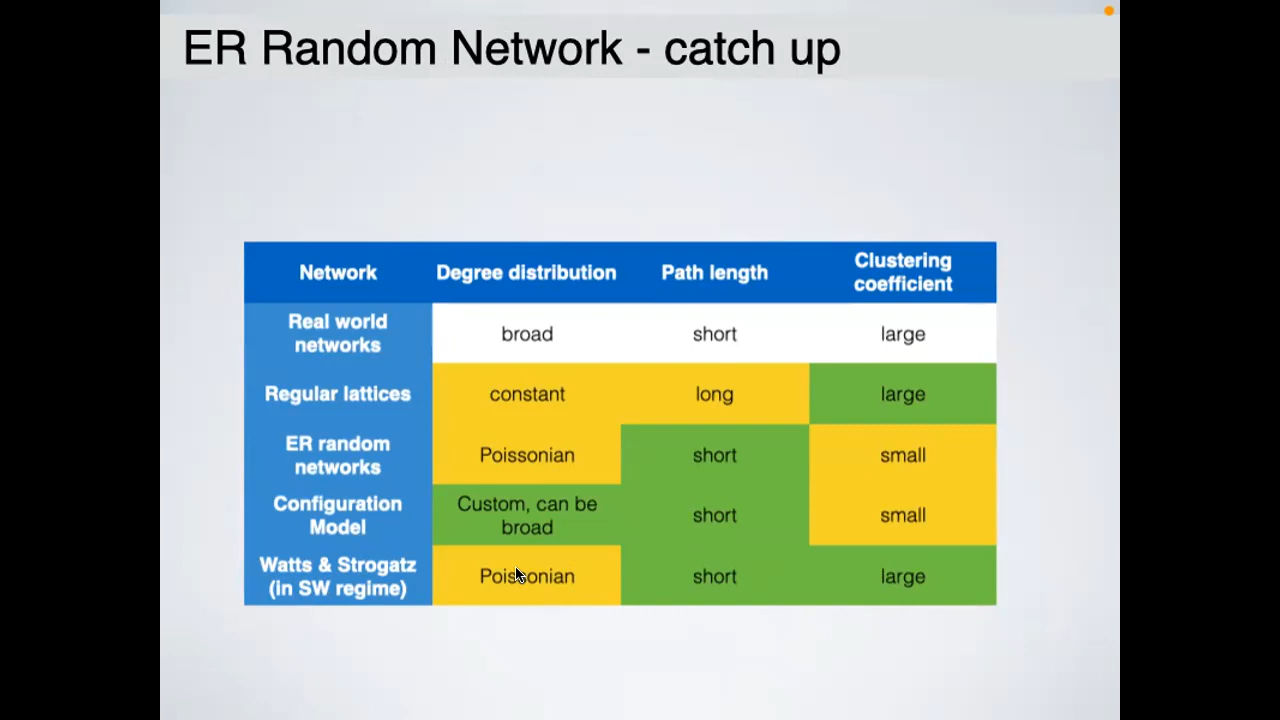 ER Random Network - catch up
Network Degree distribution Path length Clustering coefficient
Real world networks broad short large
Regular lattices constant long large
ER random networks Poissonian short small
Configuration Model Custom, can be broad short small
Watts & Strogatz (in SW regime) Poissonian short large